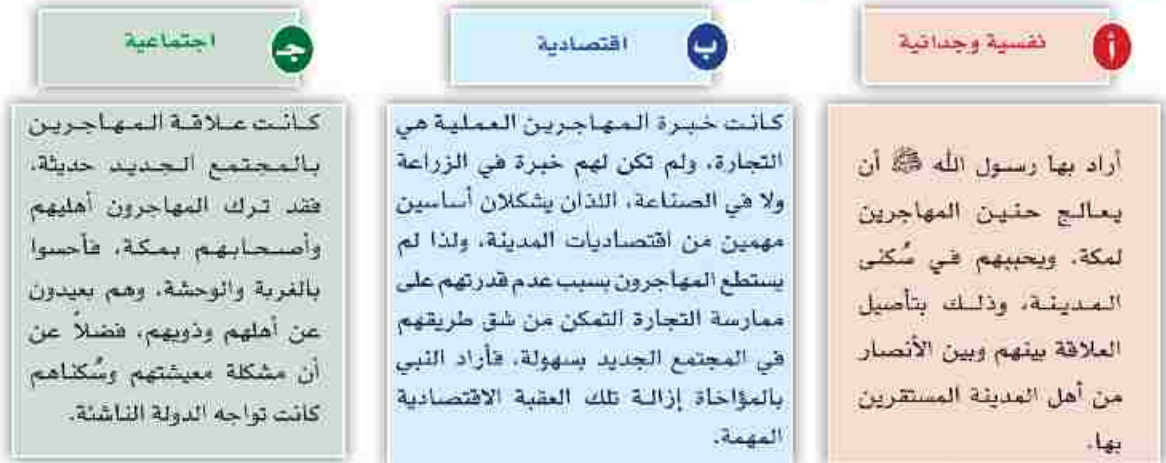 أ
نفسية وجدانية
أراد بها رسول الله ﷺ أن
يعالج حنين المهاجرين
لمكة، ويحببهم في سُكنى
المدينة، وذلك بتأصيل
العلاقة بينهم وبين الأنصار
من أهل المدينة المستقرين
بها.
ب
اقتصادية
كانت خبرة المهاجرين العملية هي
التجارة، ولم تكن لهم خبرة في الزراعة
ولا في الصناعة، اللذان يشكلان أساسين
مهمين من اقتصاديات المدينة، ولذا لم
يستطع المهاجرون بسبب عدم قدرتهم على
ممارسة التجارة التمكن من شق طريقهم
في المجتمع الجديد بسهولة، فأراد النبي
بالمؤاخاة إزالة تلك العقبة الاقتصادية
المهمة.
جـ
اجتماعية
كانت علاقة المهاجرين
بالمجتمع الجديد حديثة،
فقد ترك المهاجرون أهليهم
وأصحابهم بمكة، فأحسوا
بالغربة والوحشة، وهم بعيدون
عن أهلهم وذويهم، فضلاً عن
أن مشكلة معيشتهم وسُكناهم
كانت تواجه الدولة الناشئة.